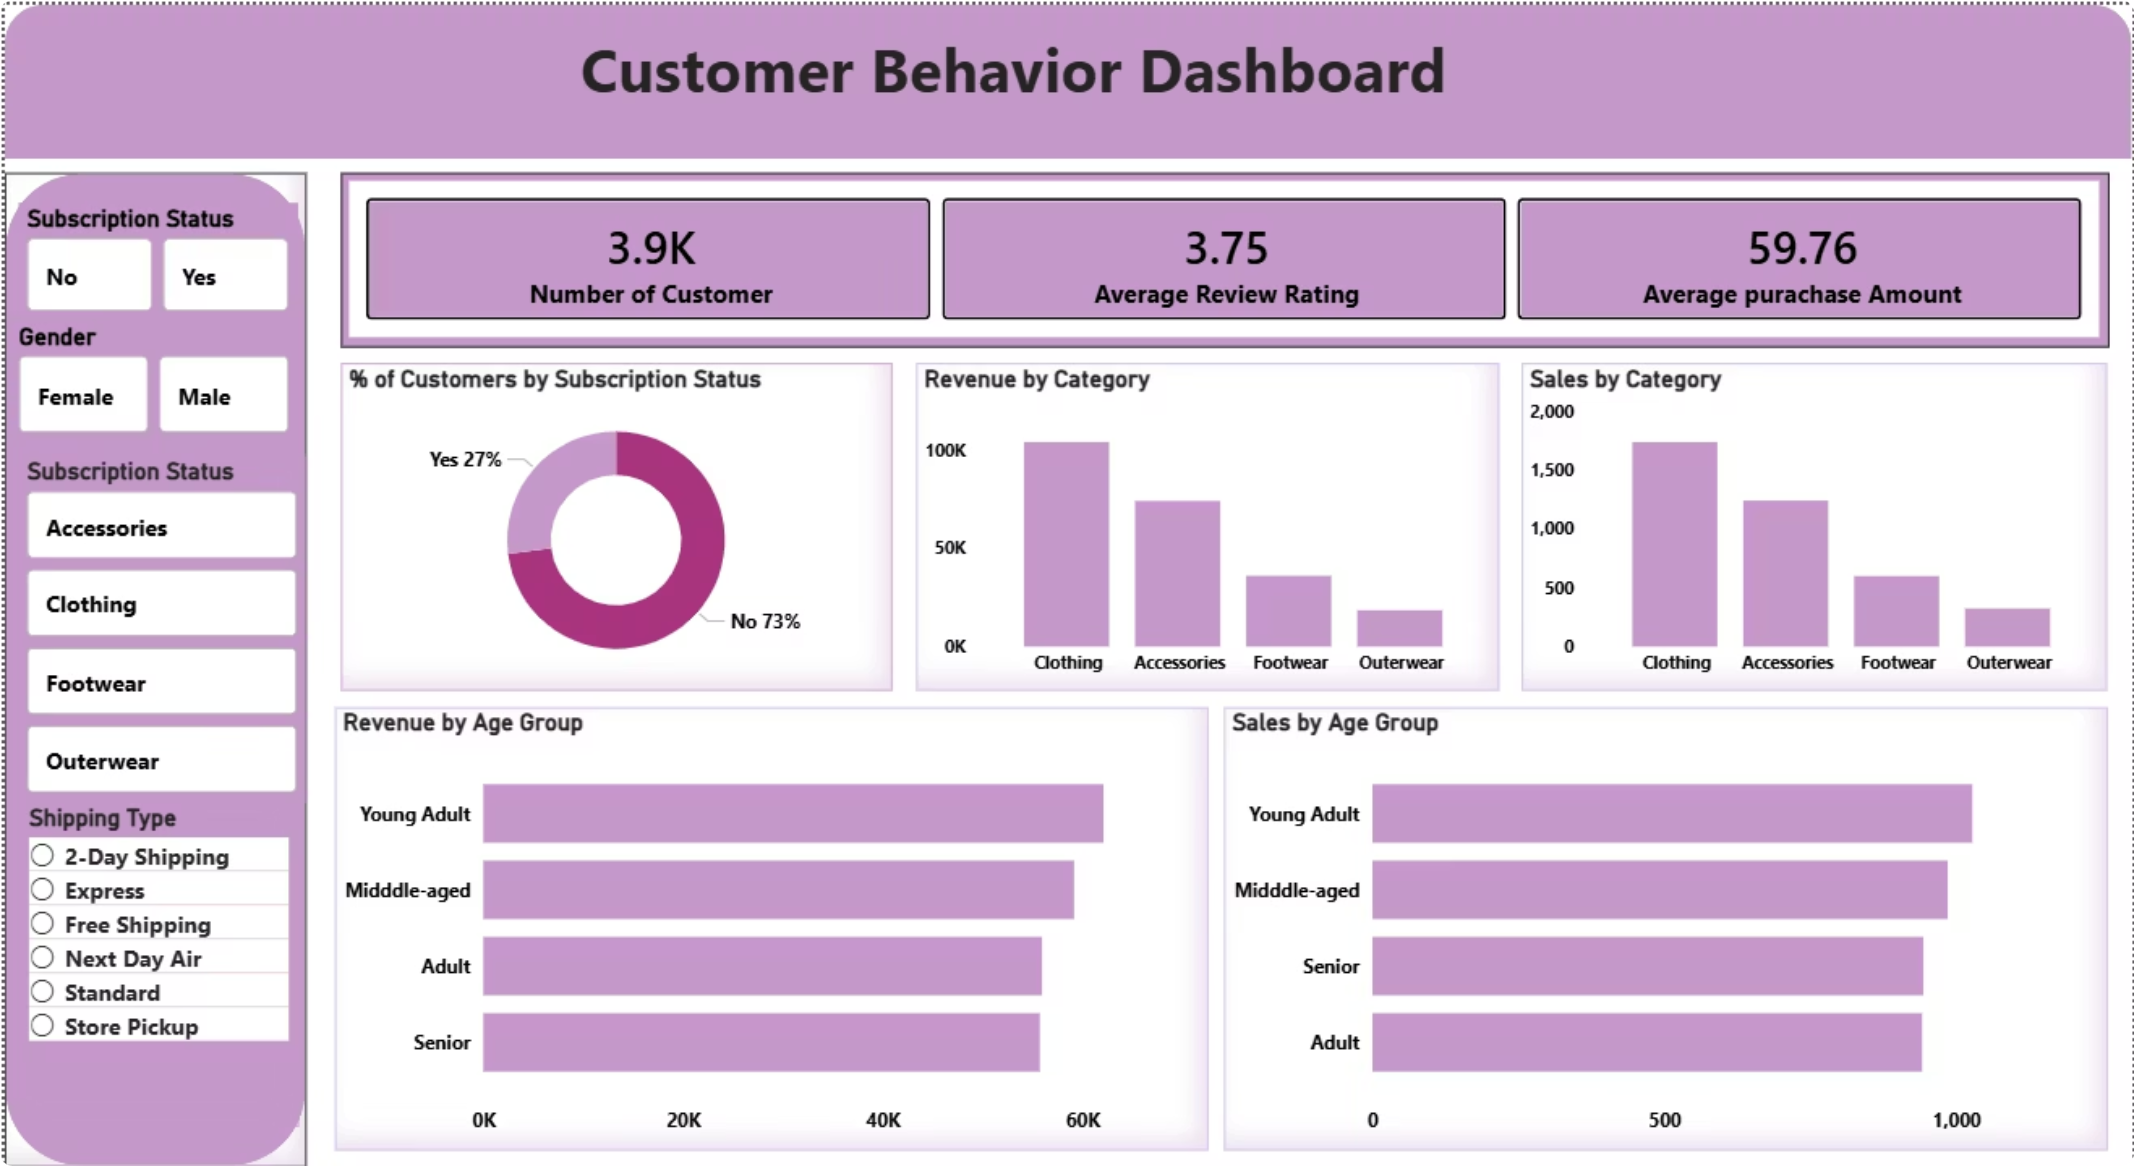 Customer Behavior Dashboard
Subscription Status
No
Yes
Gender
Female
Male
Subscription Status
Accessories
Clothing
Footwear
Outerwear
Shipping Type
2-Day Shipping
Express
Free Shipping
Next Day Air
Standard
Store Pickup
3.9K
Number of Customer
3.75
Average Review Rating
59.76
Average purachase Amount
% of Customers by Subscription Status
Yes 27%
No 73%
Revenue by Category
100K
50K
0K
Clothing
Accessories
Footwear
Outerwear
Sales by Category
2,000
1,500
1,000
500
0
Clothing
Accessories
Footwear
Outerwear
Revenue by Age Group
Young Adult
Midddle-aged
Adult
Senior
0K
20K
40K
60K
Sales by Age Group
Young Adult
Midddle-aged
Senior
Adult
0
500
1,000